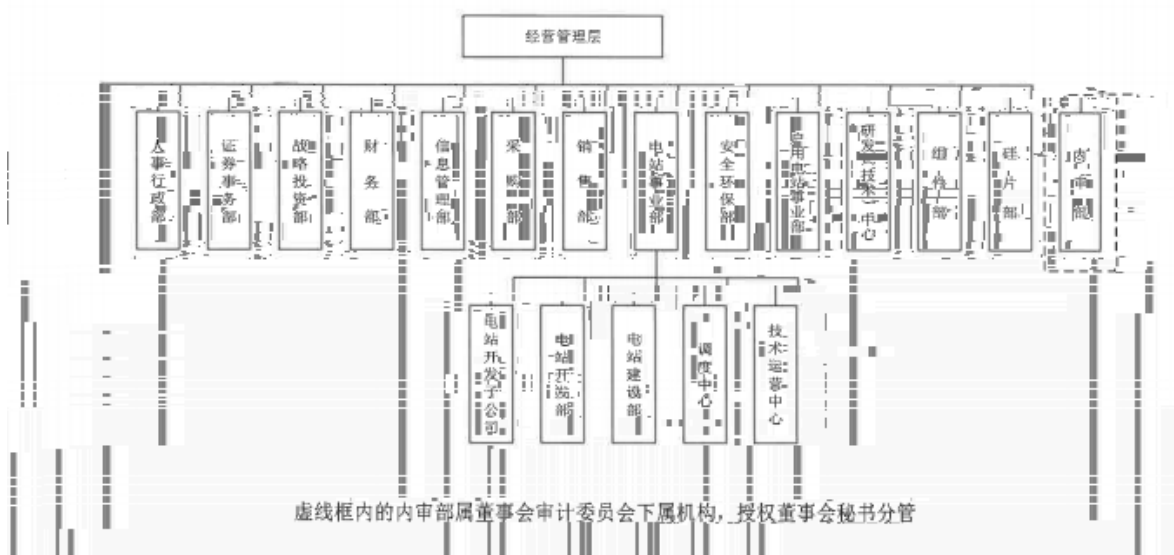 经营管理层
人事行政部
证券事务部
战略投资部
财务部
信息管理部
采购部
销售部
电站事业部
安全环保部
户用电站事业部
研发及技术中心
组件部
硅片部
内审部
电站开发子公司
电站开发部
电站建设部
调度中心
技术运营中心
虚线框内的内审部属董事会审计委员会下属机构，授权董事会秘书分管